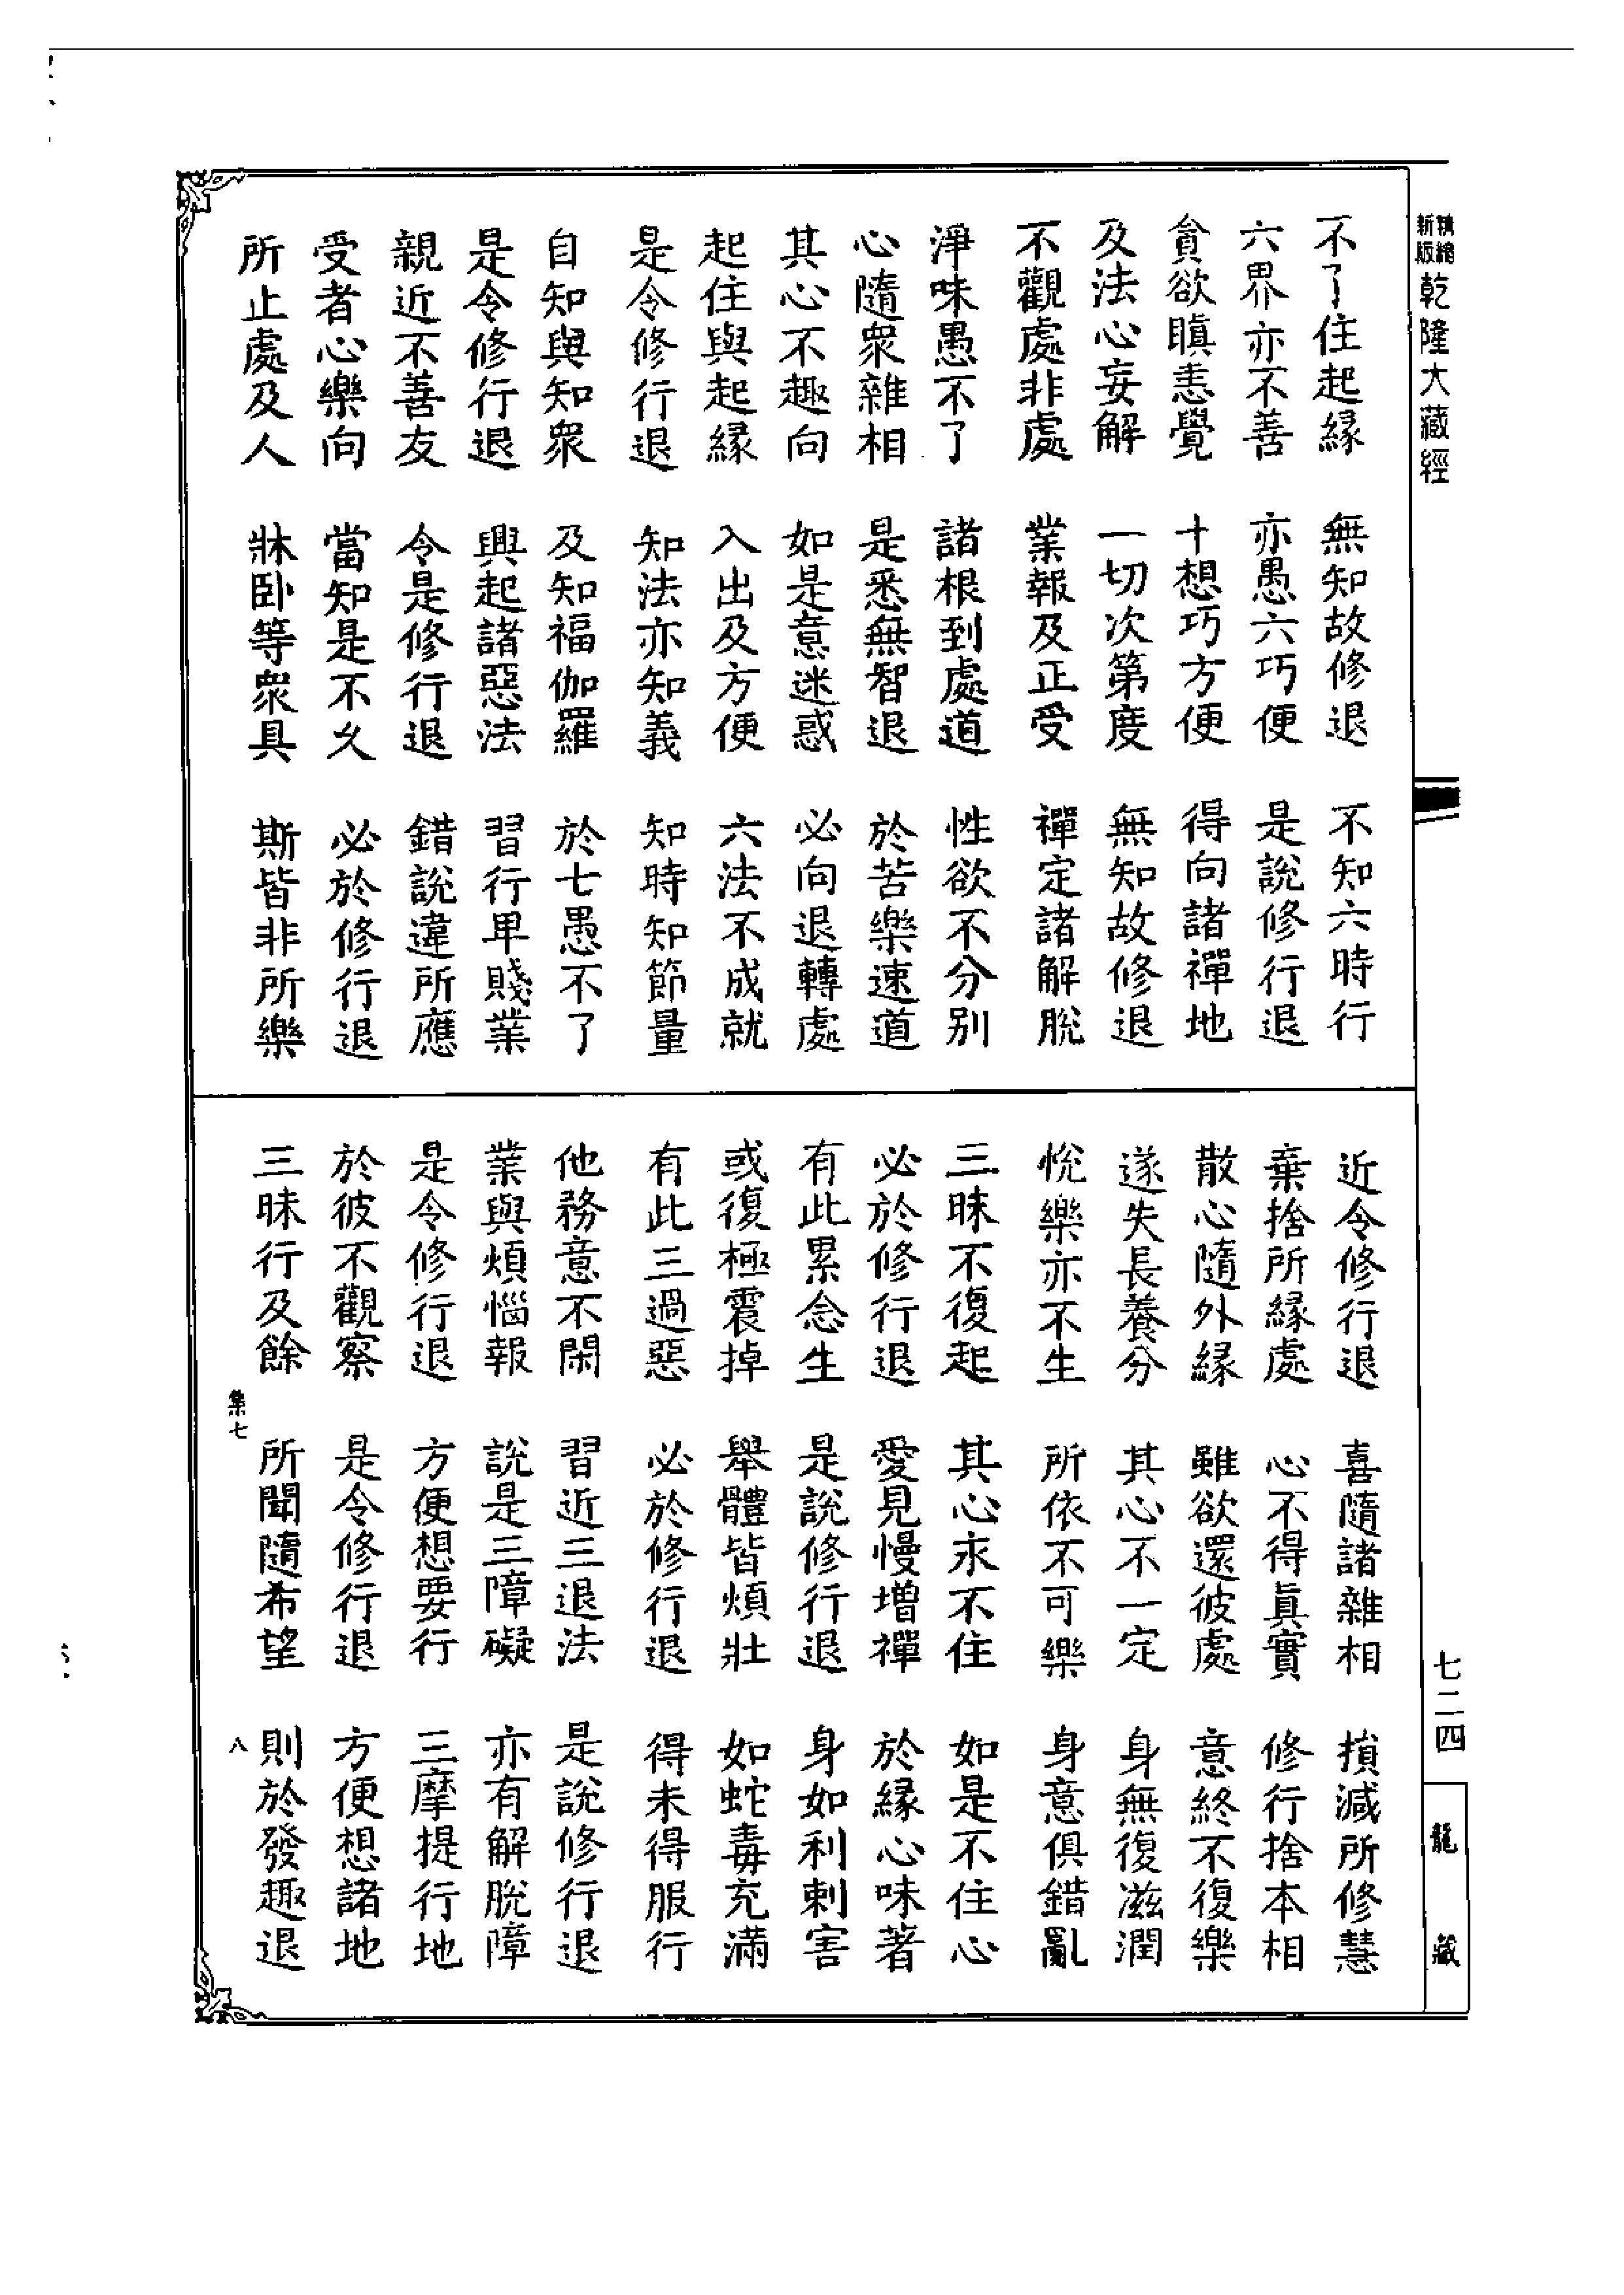 新版精縮乾隆大藏經
不了住起緣　無知故修退　不知六時行
六界亦不善　亦愚六巧便　是說修行退
貪欲瞋恚覺　十想巧方便　得向諸禪地
及法心妄解　一切次第度　無知故修退
不觀處非處　業報及正受　禪定諸解脫
淨味愚不了　諸根到處道　性欲不分別
心隨衆雜相　是悉無智退　於苦樂速道
其心不趣向　如是意迷惑　必向退轉處
起住與起緣　入出及方便　六法不成就
是令修行退　知法亦知義　知時知節量
自知與知衆　及知福伽羅　於七愚不了
是令修行退　興起諸惡法　習行卑賤業
親近不善友　令是修行退　錯說違所應
受者心樂向　當知是不久　必於修行退
所止處及人　牀臥等衆具　斯皆非所樂
近令修行退　喜隨諸雜相　損減所修慧
棄捨所緣處　心不得眞實　修行捨本相
散心隨外緣　雖欲還彼處　意終不復樂
遂失長養分　其心不一定　身無復滋潤
悅樂亦不生　所依不可樂　身意俱錯亂
三昧不復起　其心永不住　如是不住心
必於修行退　愛見慢增禪　於緣心味著
有此累念生　是說修行退　身如利刺害
或復極震掉　舉體皆煩壯　如蛇毒充滿
有此三過惡　必於修行退　得未得服行
他務意不閑　習近三退法　是說修行退
業與煩惱報　說是三障礙　亦有解脫障
是令修行退　方便想要行　三摩提行地
於彼不觀察　是令修行退　方便想諸地
三昧行及餘　所聞隨希望　則於發趣退
集七　八
七二四
龍藏